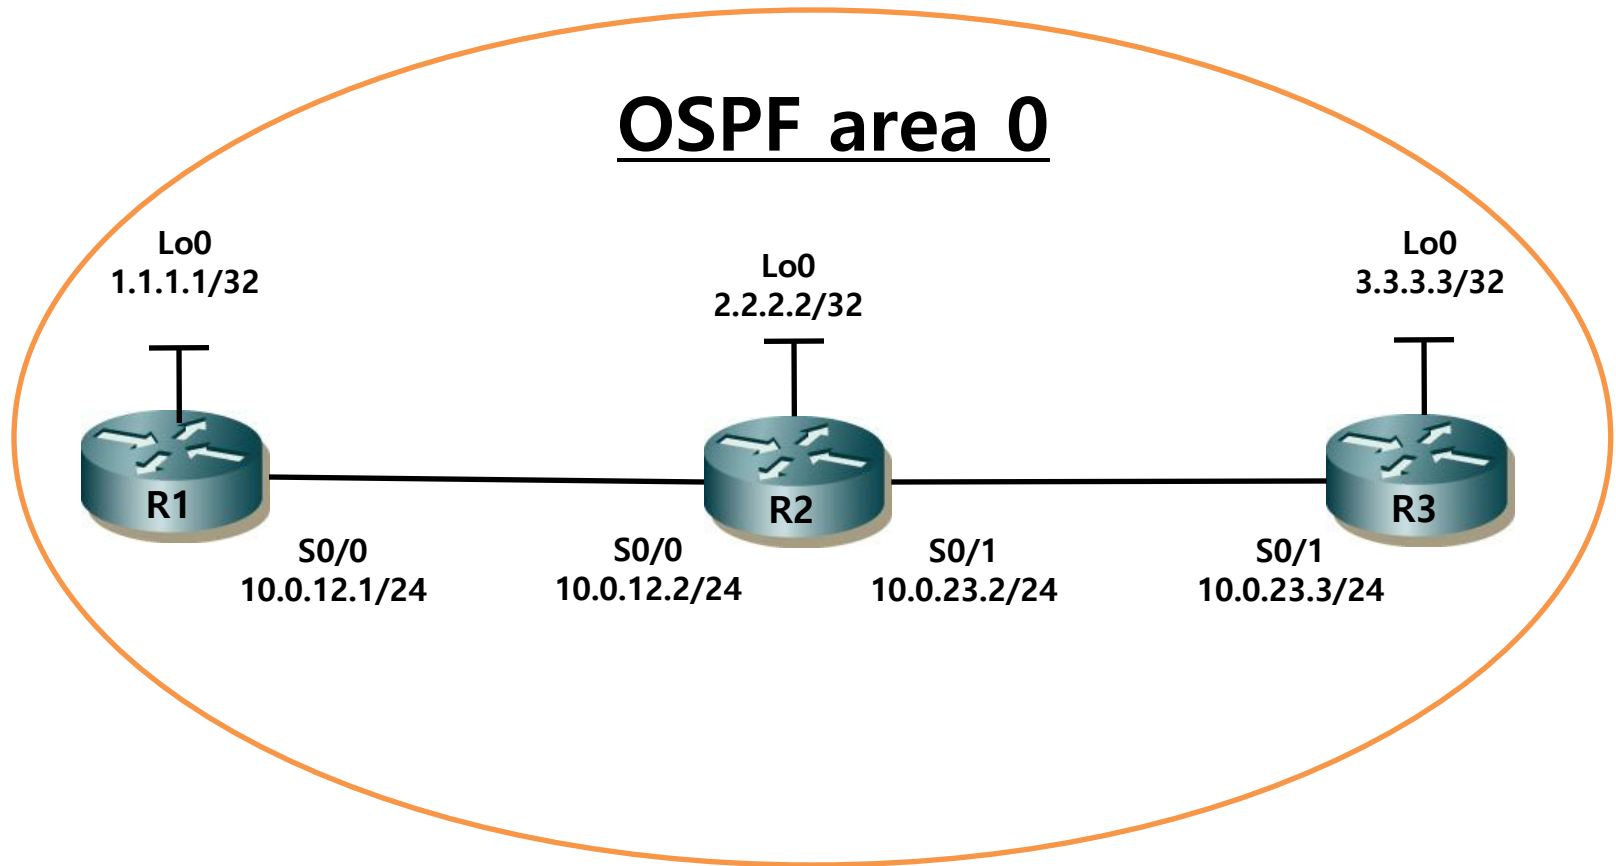 OSPF area 0
Lo0
1.1.1.1/32
Lo0
2.2.2.2/32
Lo0
3.3.3.3/32
R1
R2
R3
S0/0
10.0.12.1/24
S0/0
10.0.12.2/24
S0/1
10.0.23.2/24
S0/1
10.0.23.3/24